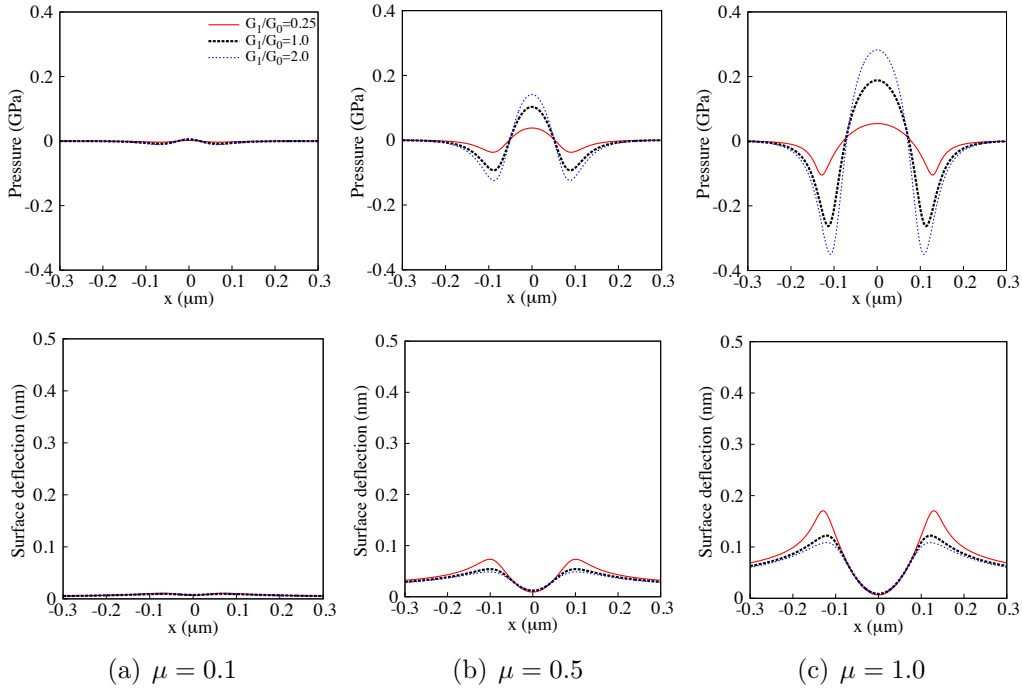 G1/G0=0.25
G1/G0=1.0
G1/G0=2.0
Pressure (GPa)
0.4
0.2
0
-0.2
-0.4
-0.3 -0.2 -0.1 0 0.1 0.2 0.3
x (μm)
Pressure (GPa)
0.4
0.2
0
-0.2
-0.4
-0.3 -0.2 -0.1 0 0.1 0.2 0.3
x (μm)
Pressure (GPa)
0.4
0.2
0
-0.2
-0.4
-0.3 -0.2 -0.1 0 0.1 0.2 0.3
x (μm)
Surface deflection (nm)
0.5
0.4
0.3
0.2
0.1
0
-0.3 -0.2 -0.1 0 0.1 0.2 0.3
x (μm)
Surface deflection (nm)
0.5
0.4
0.3
0.2
0.1
0
-0.3 -0.2 -0.1 0 0.1 0.2 0.3
x (μm)
Surface deflection (nm)
0.5
0.4
0.3
0.2
0.1
0
-0.3 -0.2 -0.1 0 0.1 0.2 0.3
x (μm)
(a) μ = 0.1
(b) μ = 0.5
(c) μ = 1.0